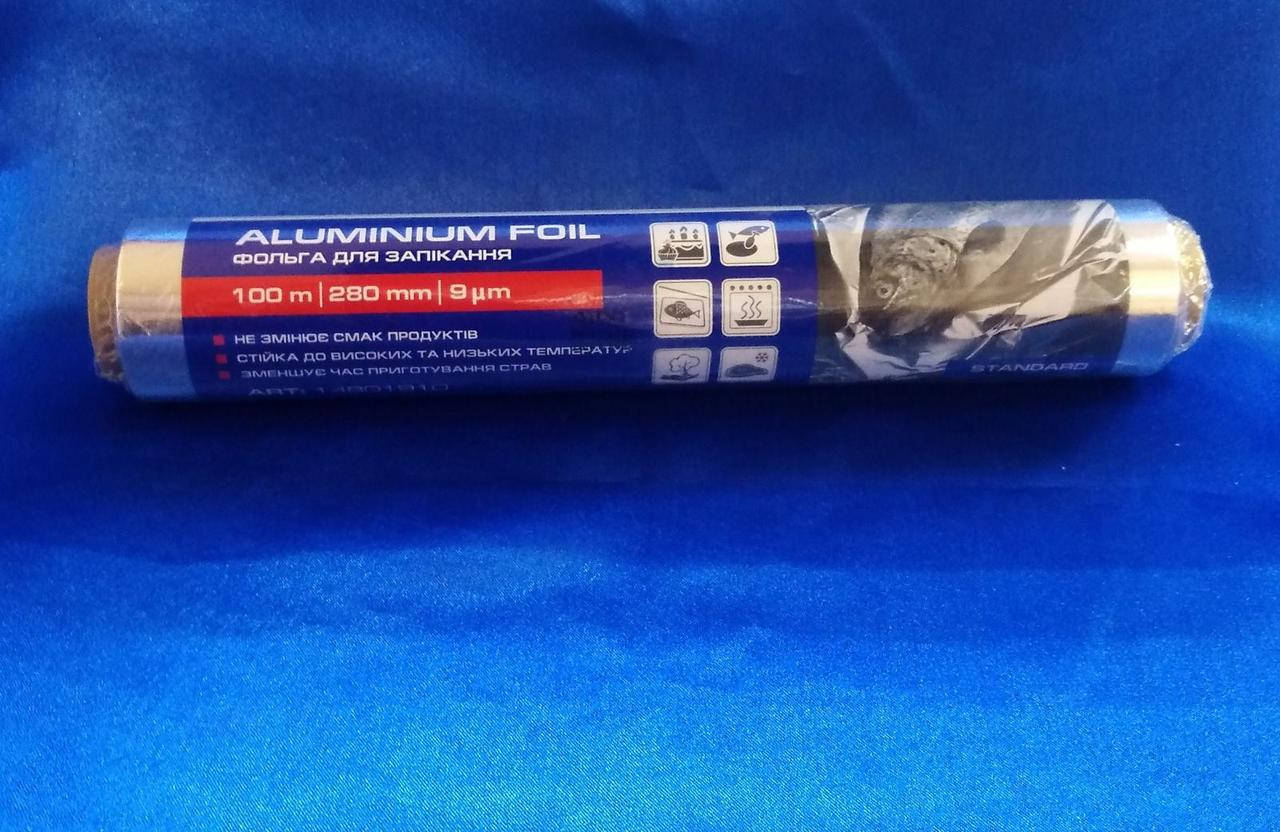 ALUMINIUM FOIL
ФОЛЬГА ДЛЯ ЗАПІКАННЯ
100 m | 280 mm | 9 µm
НЕ ЗМІНЮЄ СМАК ПРОДУКТІВ
СТІЙКА ДО ВИСОКИХ ТА НИЗЬКИХ ТЕМПЕРАТУР
ЗМЕНШУЄ ЧАС ПРИГОТУВАННЯ СТРАВ
АРТ:
STANDARD